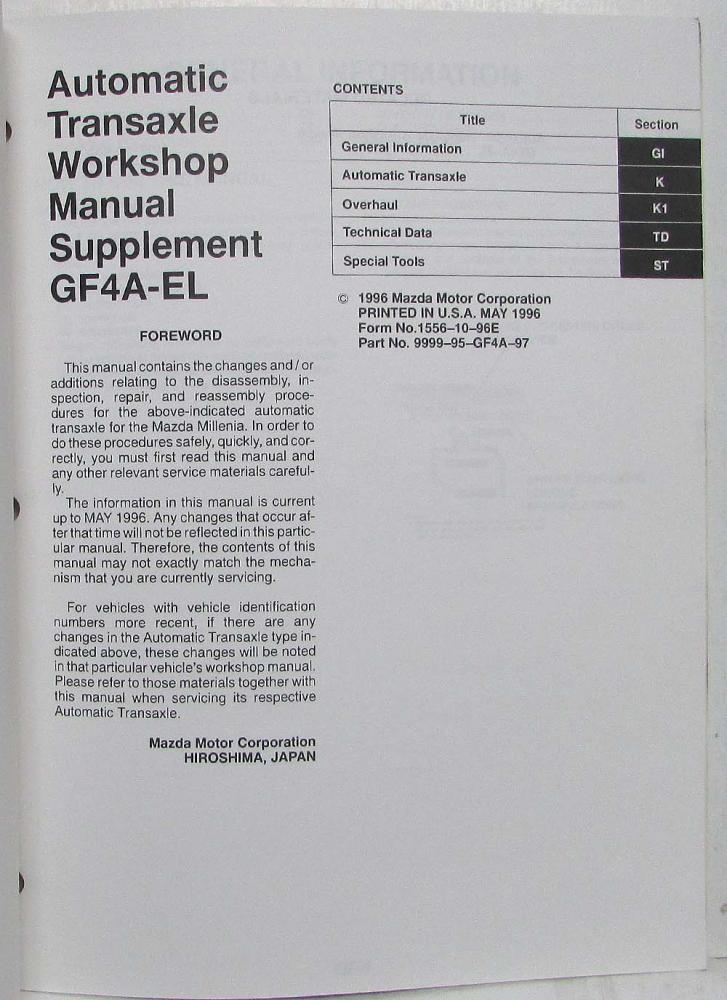 Automatic
Transaxle
Workshop
Manual
Supplement
GF4A-EL
FOREWORD
This manual contains the changes and/or
additions relating to the disassembly, in-
spection, repair, and reassembly proce-
dures for the above-indicated automatic
transaxle for the Mazda Millenia. In order to
do these procedures safely, quickly, and cor-
rectly, you must first read this manual and
any other relevant service materials careful-
ly.
The information in this manual is current
up to MAY 1996. Any changes that occur af-
ter that time will not be reflected in this partic-
ular manual. Therefore, the contents of this
manual may not exactly match the mecha-
nism that you are currently servicing.
For vehicles with vehicle identification
numbers more recent, if there are any
changes in the Automatic Transaxle type in-
dicated above, these changes will be noted
in that particular vehicle's workshop manual.
Please refer to those materials together with
this manual when servicing its respective
Automatic Transaxle.
Mazda Motor Corporation
HIROSHIMA, JAPAN
CONTENTS
Title Section
General Information GI
Automatic Transaxle K
Overhaul K1
Technical Data TD
Special Tools ST
© 1996 Mazda Motor Corporation
PRINTED IN U.S.A. MAY 1996
Form No.1556–10–96E
Part No. 9999–95–GF4A–97